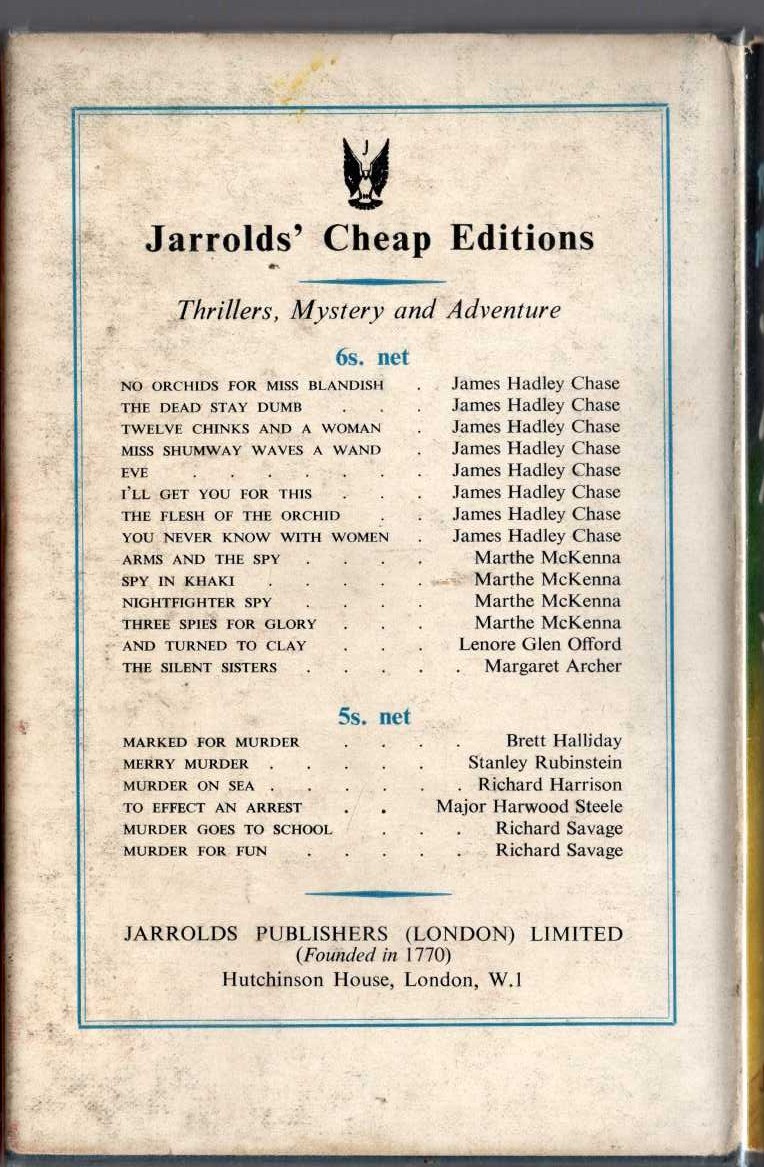 J
Jarrolds’ Cheap Editions
Thrillers, Mystery and Adventure
6s. net
NO ORCHIDS FOR MISS BLANDISH . James Hadley Chase
THE DEAD STAY DUMB . . . James Hadley Chase
TWELVE CHINKS AND A WOMAN . James Hadley Chase
MISS SHUMWAY WAVES A WAND . James Hadley Chase
EVE . . . . . . . James Hadley Chase
I’LL GET YOU FOR THIS . . . James Hadley Chase
THE FLESH OF THE ORCHID . . James Hadley Chase
YOU NEVER KNOW WITH WOMEN . James Hadley Chase
ARMS AND THE SPY . . . . Marthe McKenna
SPY IN KHAKI . . . . . Marthe McKenna
NIGHTFIGHTER SPY . . . . Marthe McKenna
THREE SPIES FOR GLORY . . . Marthe McKenna
AND TURNED TO CLAY . . . Lenore Glen Offord
THE SILENT SISTERS . . . . . Margaret Archer
5s. net
MARKED FOR MURDER . . . . Brett Halliday
MERRY MURDER . . . . . Stanley Rubinstein
MURDER ON SEA . . . . . . Richard Harrison
TO EFFECT AN ARREST . . Major Harwood Steele
MURDER GOES TO SCHOOL . . . Richard Savage
MURDER FOR FUN . . . . . Richard Savage
JARROLDS PUBLISHERS (LONDON) LIMITED
(Founded in 1770)
Hutchinson House, London, W.1